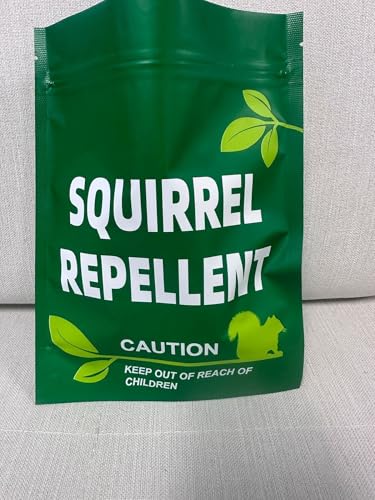 SQUIRREL
REPELLENT
CAUTION
KEEP OUT OF REACH OF
CHILDREN